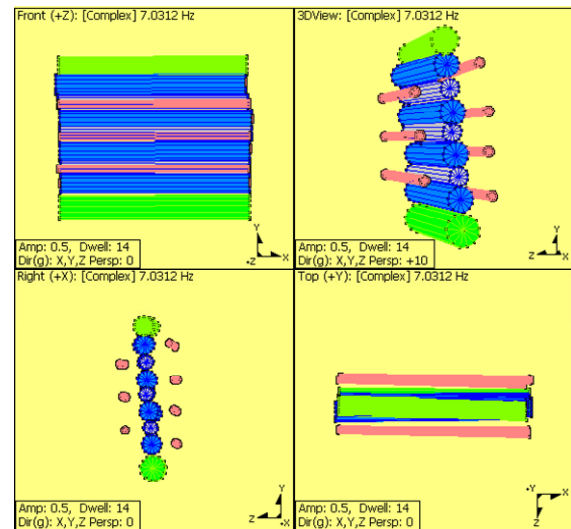 Front (+Z): [Complex] 7.0312 Hz
Y
Z
X
Amp: 0.5, Dwell: 14
Dir(g): X,Y,Z Persp: 0
3DView: [Complex] 7.0312 Hz
Y
Z
X
Amp: 0.5, Dwell: 14
Dir(g): X,Y,Z Persp: +10
Right (+X): [Complex] 7.0312 Hz
Y
Z
X
Amp: 0.5, Dwell: 14
Dir(g): X,Y,Z Persp: 0
Top (+Y): [Complex] 7.0312 Hz
Y
X
Z
Amp: 0.5, Dwell: 14
Dir(g): X,Y,Z Persp: 0